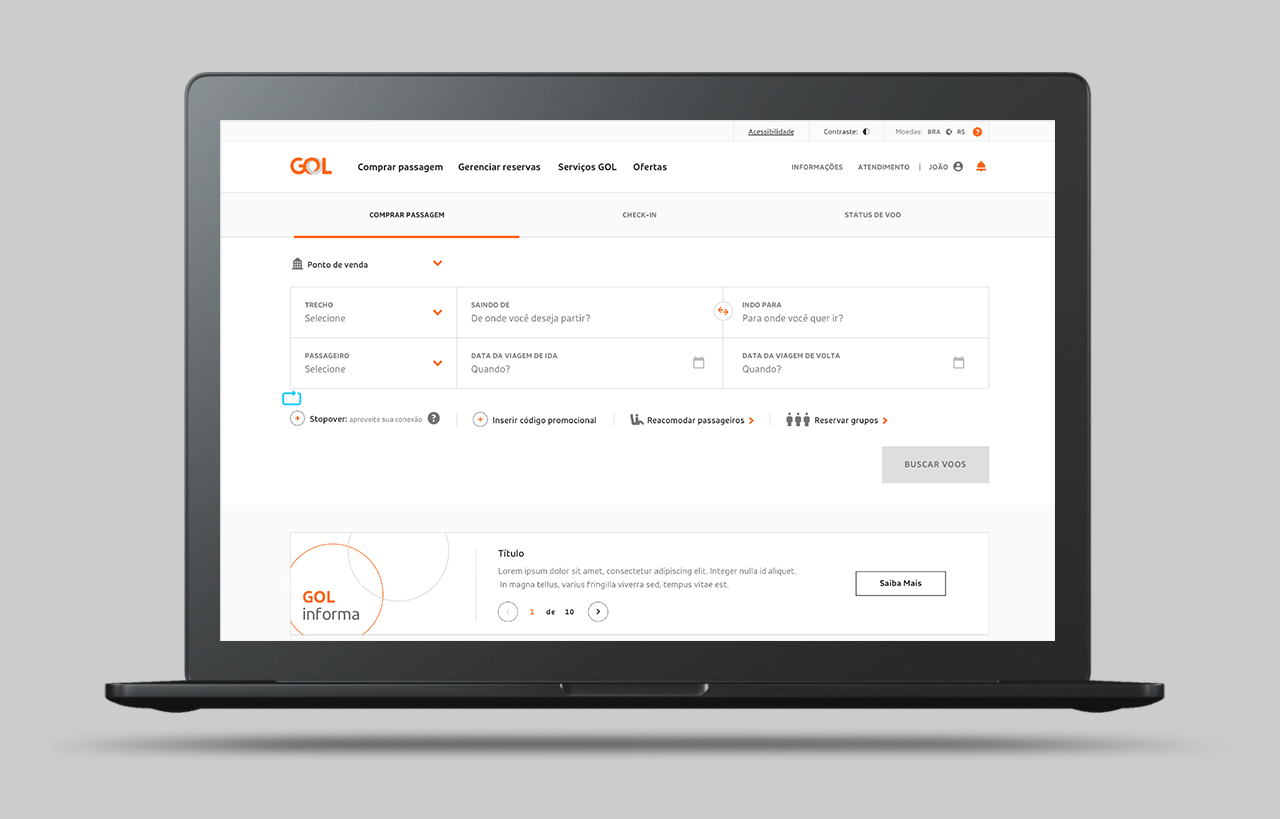 Acessibilidade Contraste: Moedas: BRA R$ ?
GOL Comprar passagem Gerenciar reservas Serviços GOL Ofertas INFORMAÇÕES ATENDIMENTO | JOÃO
COMPRAR PASSAGEM CHECK-IN STATUS DE VOO
Ponto de venda
TRECHO SAINDO DE INDO PARA
Selecione De onde você deseja partir? Para onde você quer ir?
PASSAGEIRO DATA DA VIAGEM DE IDA DATA DA VIAGEM DE VOLTA
Selecione Quando? Quando?
Stopover: aproveite sua conexão ? Inserir código promocional Reacomodar passageiros Reservar grupos
BUSCAR VOOS
GOL
informa
Título
Lorem ipsum dolor sit amet, consectetur adipiscing elit. Integer nulla id aliquet.
In magna tellus, varius fringilla viverra sed, tempus vitae est.
1 de 10
Saiba Mais